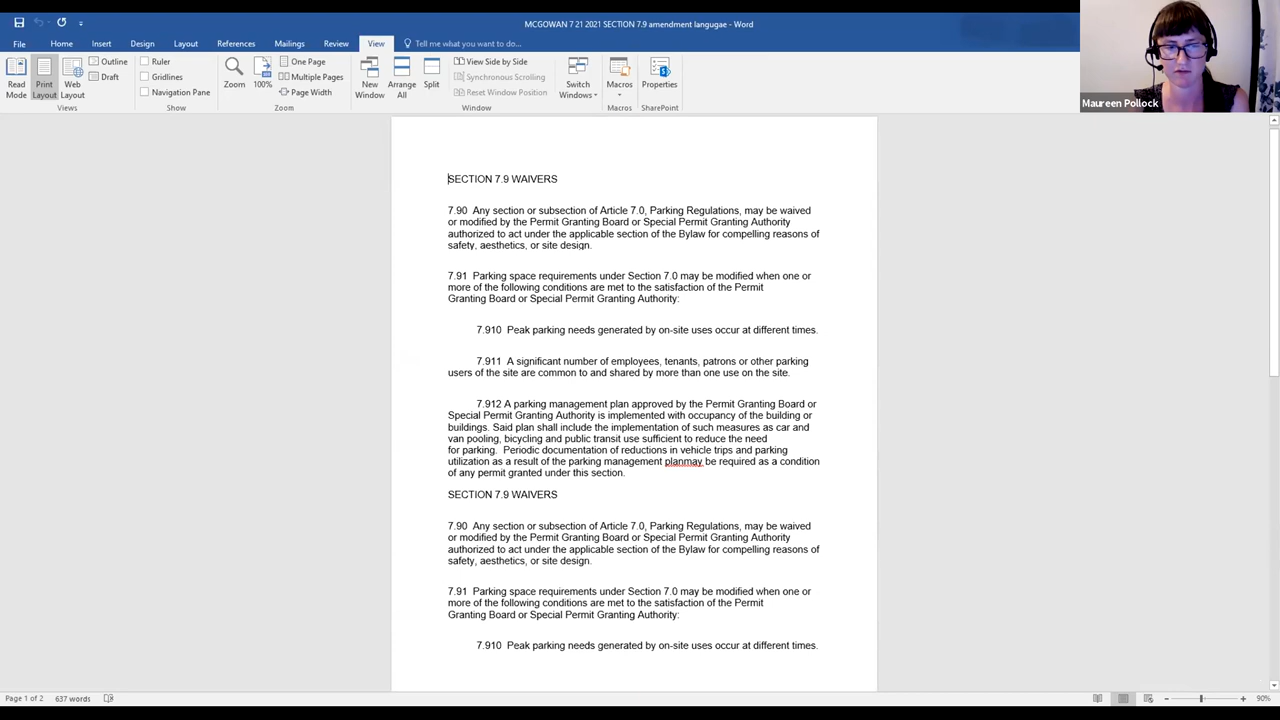 MCGOWAN 7 21 2021 SECTION 7.9 amendment langugae - Word
File Home Insert Design Layout References Mailings Review View Tell me what you want to do...
Read Mode
Print Layout
Web Layout
Outline
Draft
Views
Ruler
Gridlines
Navigation Pane
Show
Zoom
100%
One Page
Multiple Pages
Page Width
Zoom
New Window
Arrange All
Split
View Side by Side
Synchronous Scrolling
Reset Window Position
Window
Switch Windows
Macros
Macros
Properties
SharePoint
Maureen Pollock
SECTION 7.9 WAIVERS
7.90 Any section or subsection of Article 7.0, Parking Regulations, may be waived
or modified by the Permit Granting Board or Special Permit Granting Authority
authorized to act under the applicable section of the Bylaw for compelling reasons of
safety, aesthetics, or site design.
7.91 Parking space requirements under Section 7.0 may be modified when one or
more of the following conditions are met to the satisfaction of the Permit
Granting Board or Special Permit Granting Authority:
7.910 Peak parking needs generated by on-site uses occur at different times.
7.911 A significant number of employees, tenants, patrons or other parking
users of the site are common to and shared by more than one use on the site.
7.912 A parking management plan approved by the Permit Granting Board or
Special Permit Granting Authority is implemented with occupancy of the building or
buildings. Said plan shall include the implementation of such measures as car and
van pooling, bicycling and public transit use sufficient to reduce the need
for parking. Periodic documentation of reductions in vehicle trips and parking
utilization as a result of the parking management planmay be required as a condition
of any permit granted under this section.
SECTION 7.9 WAIVERS
7.90 Any section or subsection of Article 7.0, Parking Regulations, may be waived
or modified by the Permit Granting Board or Special Permit Granting Authority
authorized to act under the applicable section of the Bylaw for compelling reasons of
safety, aesthetics, or site design.
7.91 Parking space requirements under Section 7.0 may be modified when one or
more of the following conditions are met to the satisfaction of the Permit
Granting Board or Special Permit Granting Authority:
7.910 Peak parking needs generated by on-site uses occur at different times.
Page 1 of 2 637 words 90%